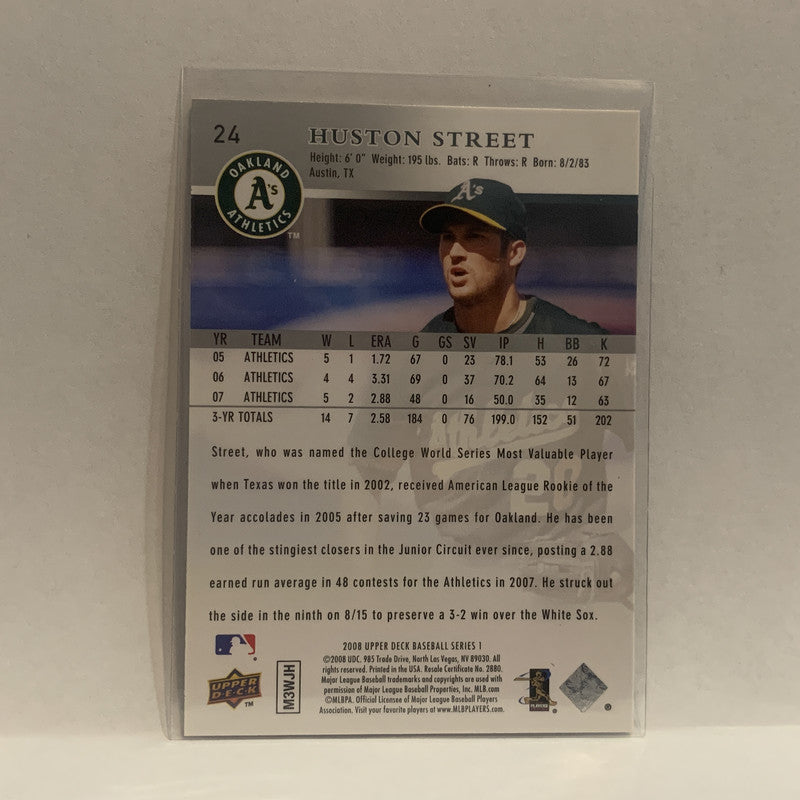 24
HUSTON STREET
Height: 6' 0" Weight: 195 lbs. Bats: R Throws: R Born: 8/2/83
Austin, TX
OAKLAND
A's
ATHLETICS
TM
A's
YR TEAM W L ERA G GS SV IP H BB K
05 ATHLETICS 5 1 1.72 67 0 23 78.1 53 26 72
06 ATHLETICS 4 4 3.31 69 0 37 70.2 64 13 67
07 ATHLETICS 5 2 2.88 48 0 16 50.0 35 12 63
3-YR TOTALS 14 7 2.58 184 0 76 199.0 152 51 202
Street, who was named the College World Series Most Valuable Player
when Texas won the title in 2002, received American League Rookie of the
Year accolades in 2005 after saving 23 games for Oakland. He has been
one of the stingiest closers in the Junior Circuit ever since, posting a 2.88
earned run average in 48 contests for the Athletics in 2007. He struck out
the side in the ninth on 8/15 to preserve a 3-2 win over the White Sox.
2008 UPPER DECK BASEBALL SERIES 1
©2008 UDC. 985 Trade Drive, North Las Vegas, NV 89030. All
rights reserved. Printed in the USA. Resale Certificate No. 2880.
Major League Baseball trademarks and copyrights are used with
permission of Major League Baseball Properties, Inc. MLB.com
©MLBPA. Official Licensee of Major League Baseball Players
Association. Visit your favorite players at www.MLBPLAYERS.com.
UPPER
DECK
TM
M3WJH
PLAYERS